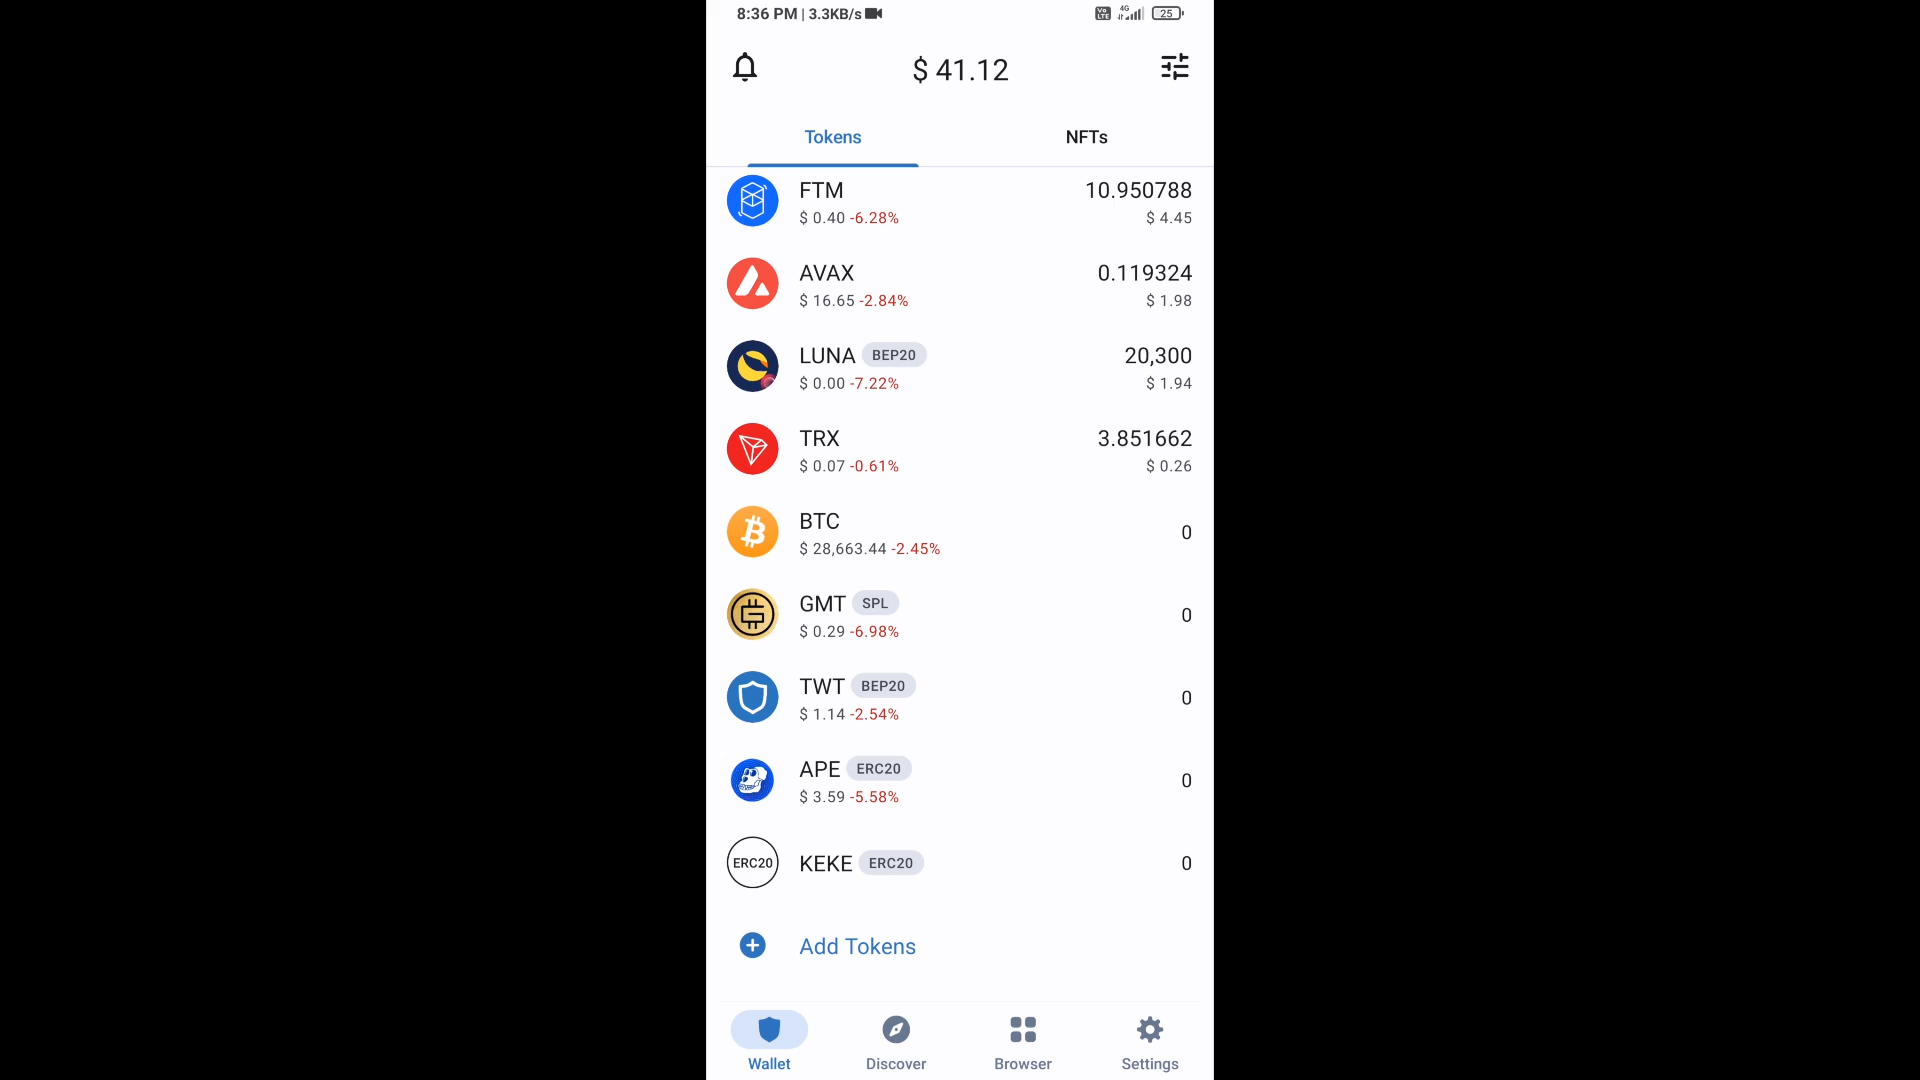 8:36 PM | 3.3KB/s
Vo LTE 4G 25
$ 41.12
Tokens NFTs
FTM 10.950788
$ 0.40 -6.28% $ 4.45
AVAX 0.119324
$ 16.65 -2.84% $ 1.98
LUNA BEP20 20,300
$ 0.00 -7.22% $ 1.94
TRX 3.851662
$ 0.07 -0.61% $ 0.26
BTC 0
$ 28,663.44 -2.45%
GMT SPL 0
$ 0.29 -6.98%
TWT BEP20 0
$ 1.14 -2.54%
APE ERC20 0
$ 3.59 -5.58%
ERC20 KEKE ERC20 0
Add Tokens
Wallet Discover Browser Settings